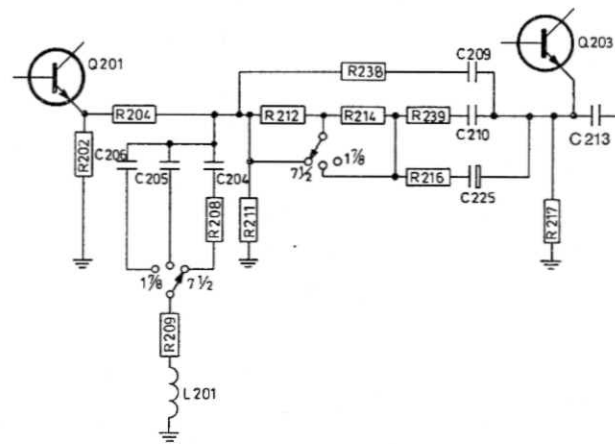 Q201
Q203
C209
R238
R204
R212
R214
R239
C210
C213
R202
C206
C205
C204
7½
1⅞
R216
C225
R208
R211
R217
1⅞
7½
R209
L201